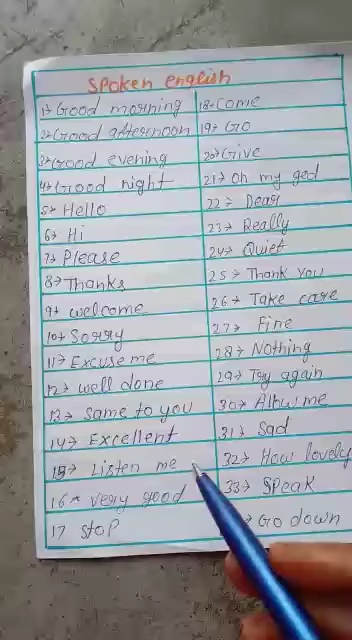 Spoken english
1→ Good morning
2→ Good afternoon
3→ Good evening
4→ Good night
5→ Hello
6→ Hi
7→ Please
8→ Thanks
9→ welcome
10→ Sorry
11→ Excuse me
12→ well done
13→ same to you
14→ Excellent
15→ Listen me
16→ very good
17 stop
18→ Come
19→ Go
20→ Give
21→ oh my god
22→ Dear
23→ Really
24→ Quiet
25→ Thank you
26→ Take care
27→ Fine
28→ Nothing
29→ Try again
30→ Allow me
31→ Sad
32→ How lovely
33→ Speak
→ Go down